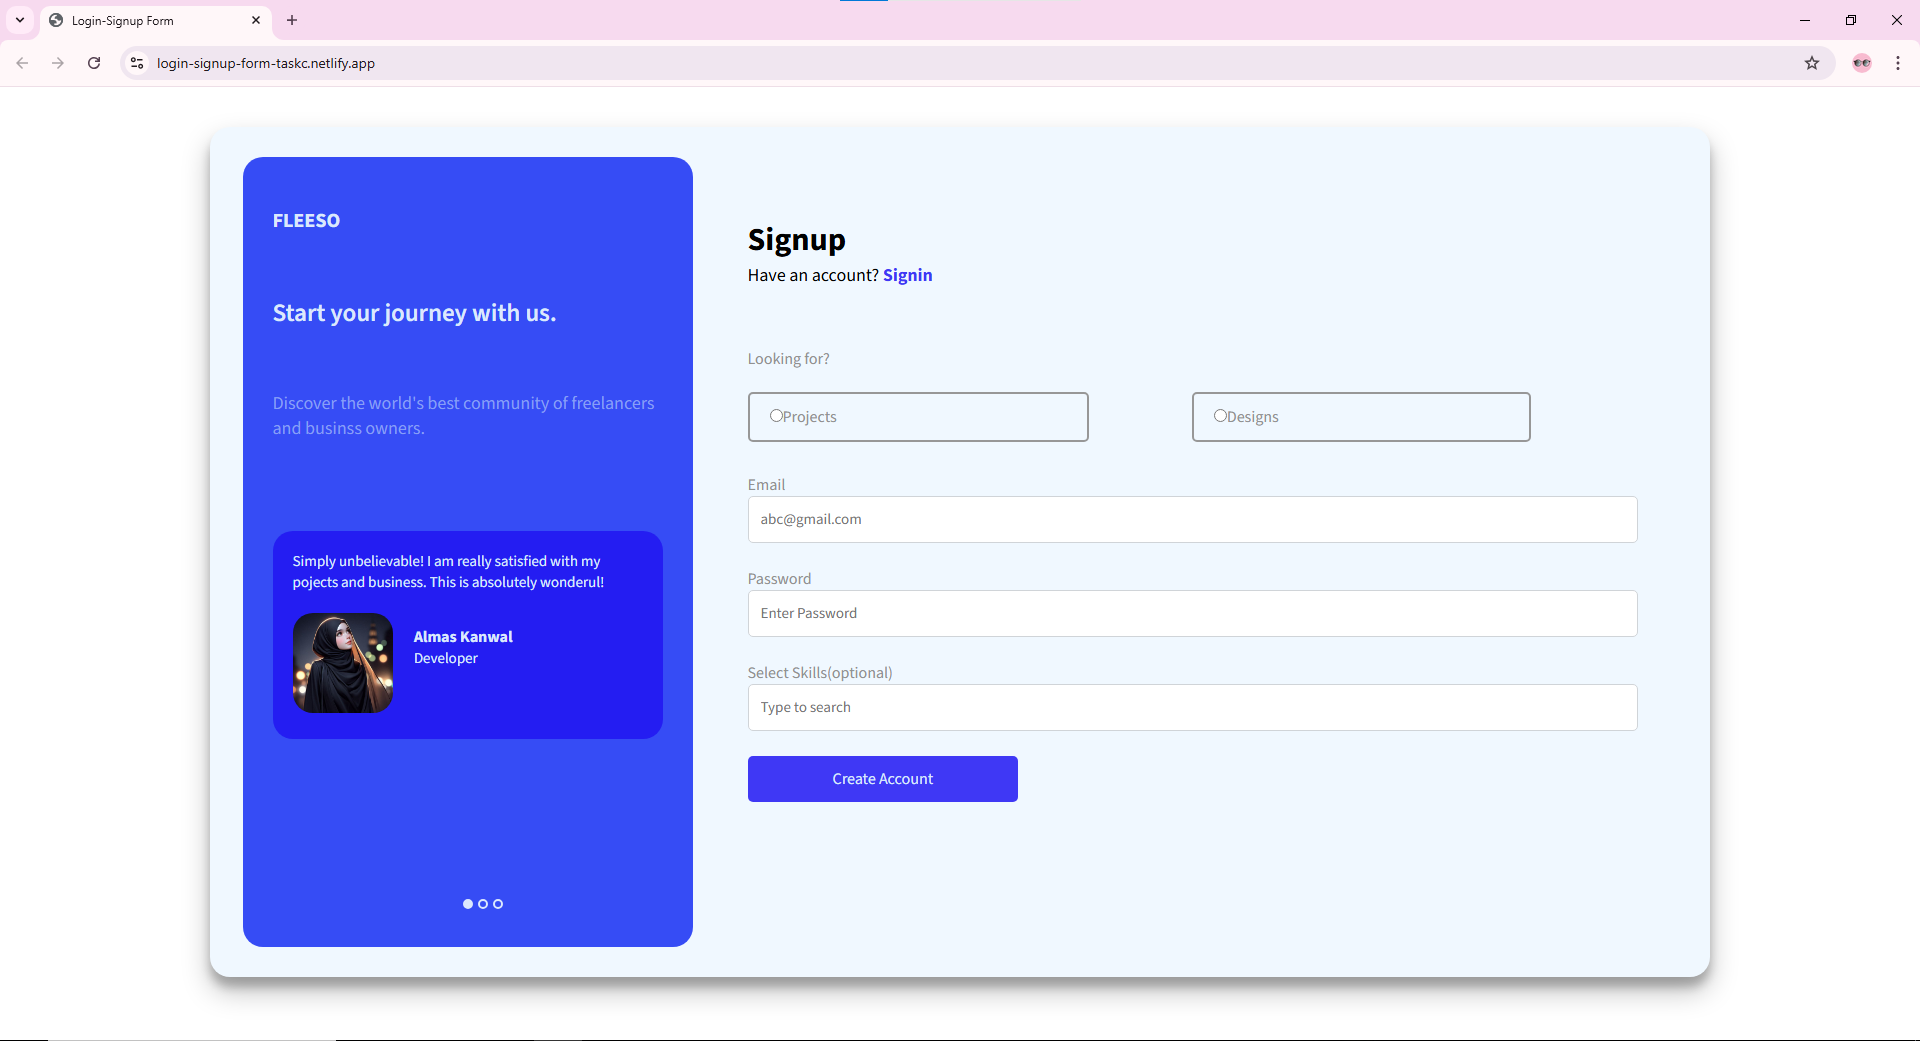 Login-Signup Form
login-signup-form-taskc.netlify.app
FLEESO
Start your journey with us.
Discover the world's best community of freelancers
and businss owners.
Simply unbelievable! I am really satisfied with my
pojects and business. This is absolutely wonderul!
Almas Kanwal
Developer
Signup
Have an account? Signin
Looking for?
Projects
Designs
Email
abc@gmail.com
Password
Enter Password
Select Skills(optional)
Type to search
Create Account